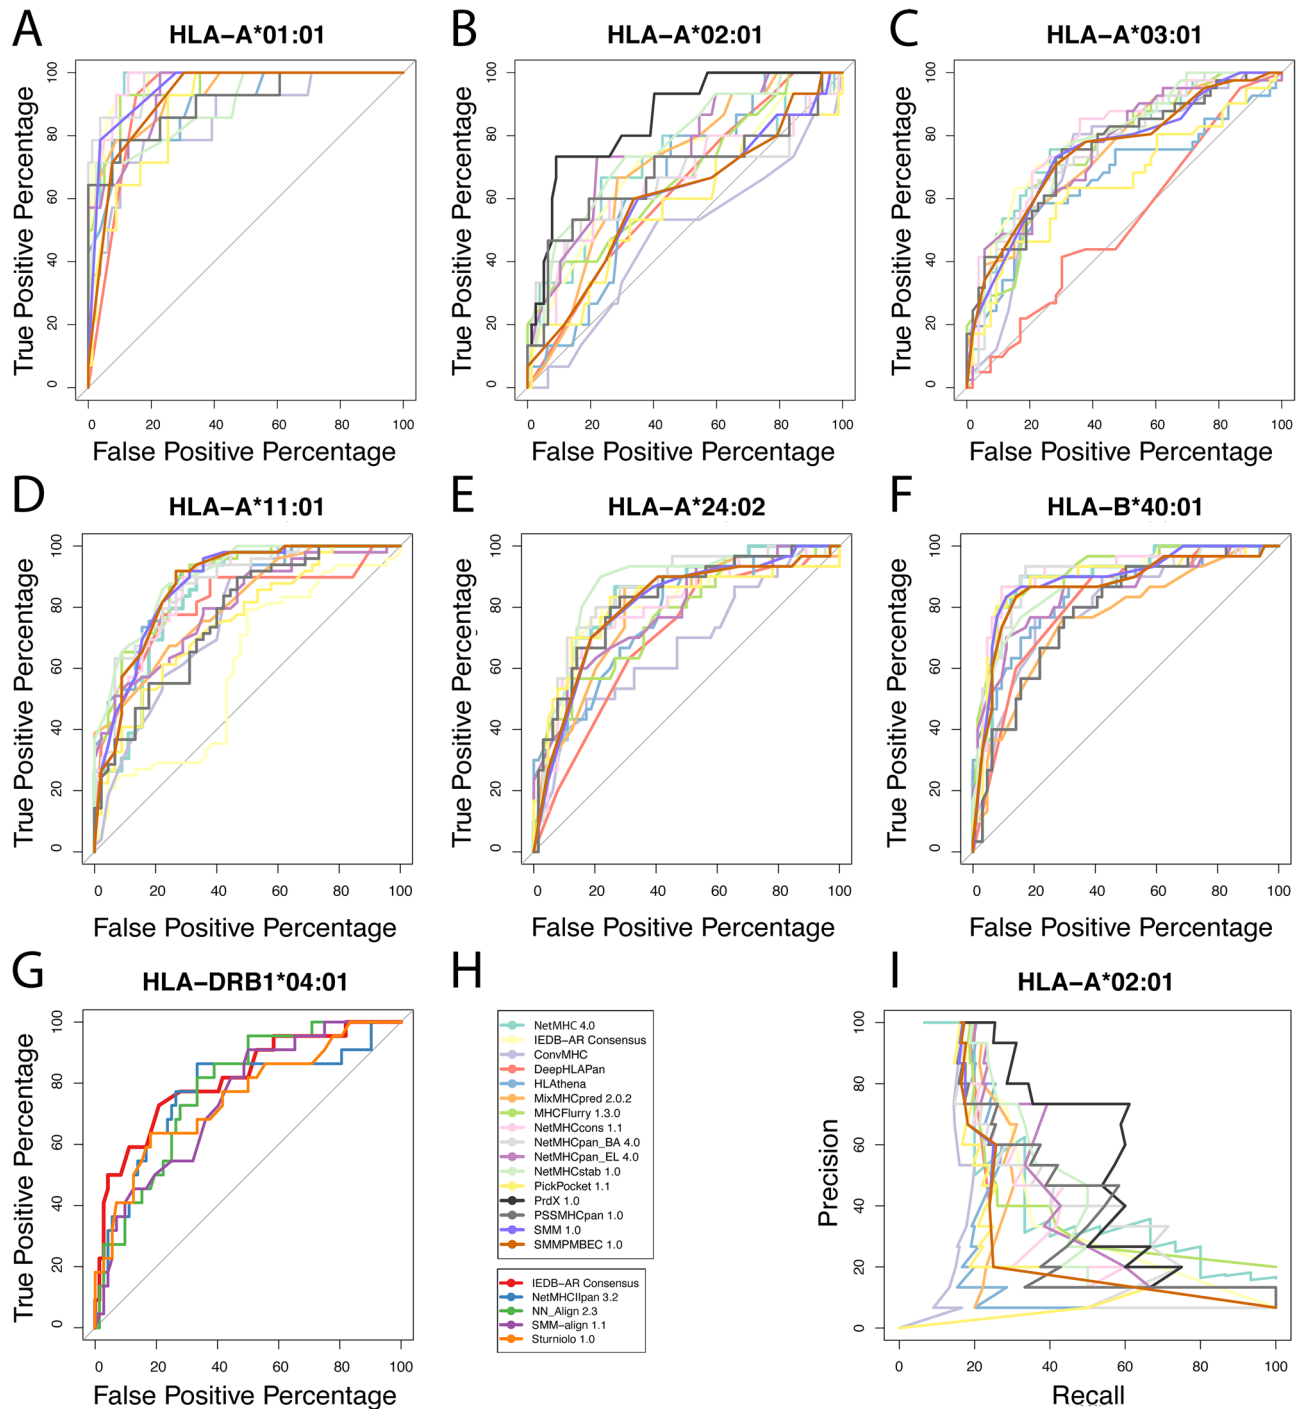 A
HLA-A*01:01
True Positive Percentage
0 20 40 60 80 100
0 20 40 60 80 100
False Positive Percentage
B
HLA-A*02:01
True Positive Percentage
0 20 40 60 80 100
0 20 40 60 80 100
False Positive Percentage
C
HLA-A*03:01
True Positive Percentage
0 20 40 60 80 100
0 20 40 60 80 100
False Positive Percentage
D
HLA-A*11:01
True Positive Percentage
0 20 40 60 80 100
0 20 40 60 80 100
False Positive Percentage
E
HLA-A*24:02
True Positive Percentage
0 20 40 60 80 100
0 20 40 60 80 100
False Positive Percentage
F
HLA-B*40:01
True Positive Percentage
0 20 40 60 80 100
0 20 40 60 80 100
False Positive Percentage
G
HLA-DRB1*04:01
True Positive Percentage
0 20 40 60 80 100
0 20 40 60 80 100
False Positive Percentage
H
NetMHC 4.0
IEDB-AR Consensus
ConvMHC
DeepHLAPan
HLAthena
MixMHCpred 2.0.2
MHCFlurry 1.3.0
NetMHCcons 1.1
NetMHCpan_BA 4.0
NetMHCpan_EL 4.0
NetMHCstab 1.0
PickPocket 1.1
PrdX 1.0
PSSMHCpan 1.0
SMM 1.0
SMMPMBEC 1.0
IEDB-AR Consensus
NetMHCIIpan 3.2
NN_Align 2.3
SMM-align 1.1
Sturniolo 1.0
I
HLA-A*02:01
Precision
0 20 40 60 80 100
0 20 40 60 80 100
Recall